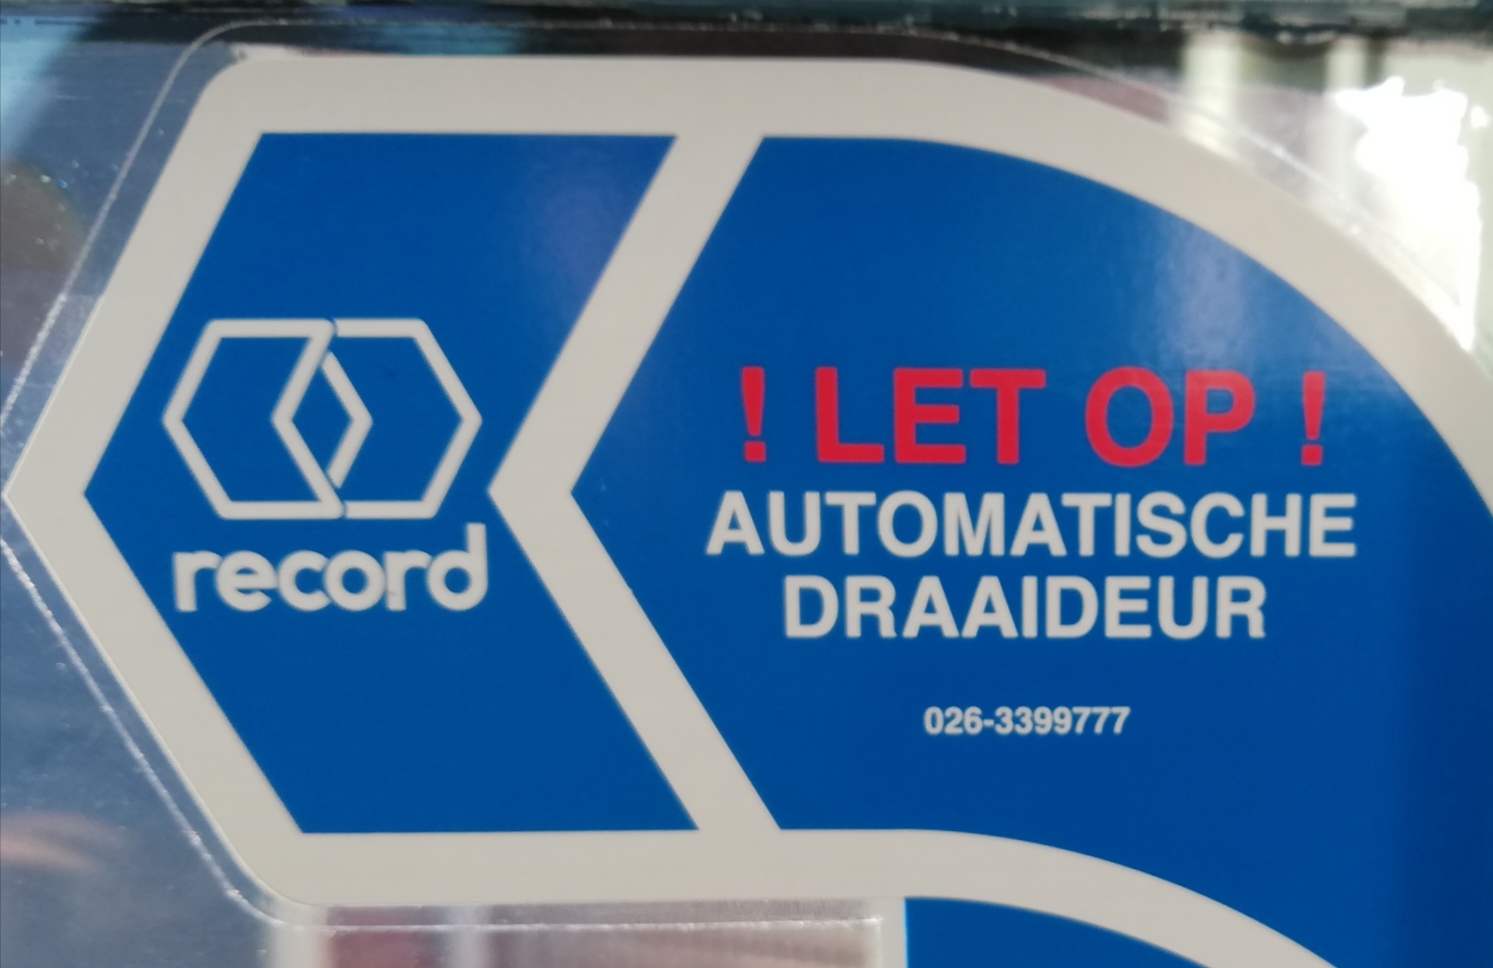 record
! LET OP !
AUTOMATISCHE
DRAAIDEUR
026-3399777